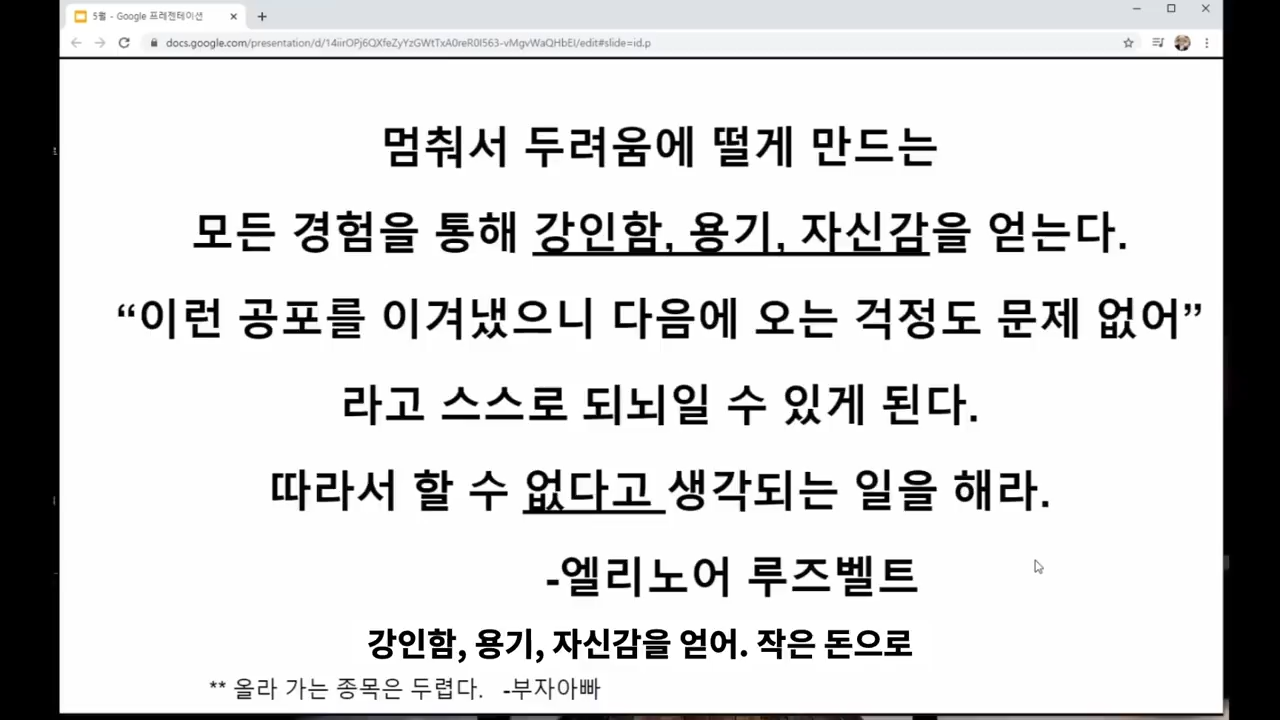 5월 - Google 프레젠테이션
docs.google.com/presentation/d/14iirOPj6QXfeZyYzGWtTxA0reR0I563-vMgvWaQHbEI/edit#slide=id.p
멈춰서 두려움에 떨게 만드는
모든 경험을 통해 강인함, 용기, 자신감을 얻는다.
“이런 공포를 이겨냈으니 다음에 오는 걱정도 문제 없어”
라고 스스로 되뇌일 수 있게 된다.
따라서 할 수 없다고 생각되는 일을 해라.
-엘리노어 루즈벨트
강인함, 용기, 자신감을 얻어. 작은 돈으로
** 올라 가는 종목은 두렵다. -부자아빠